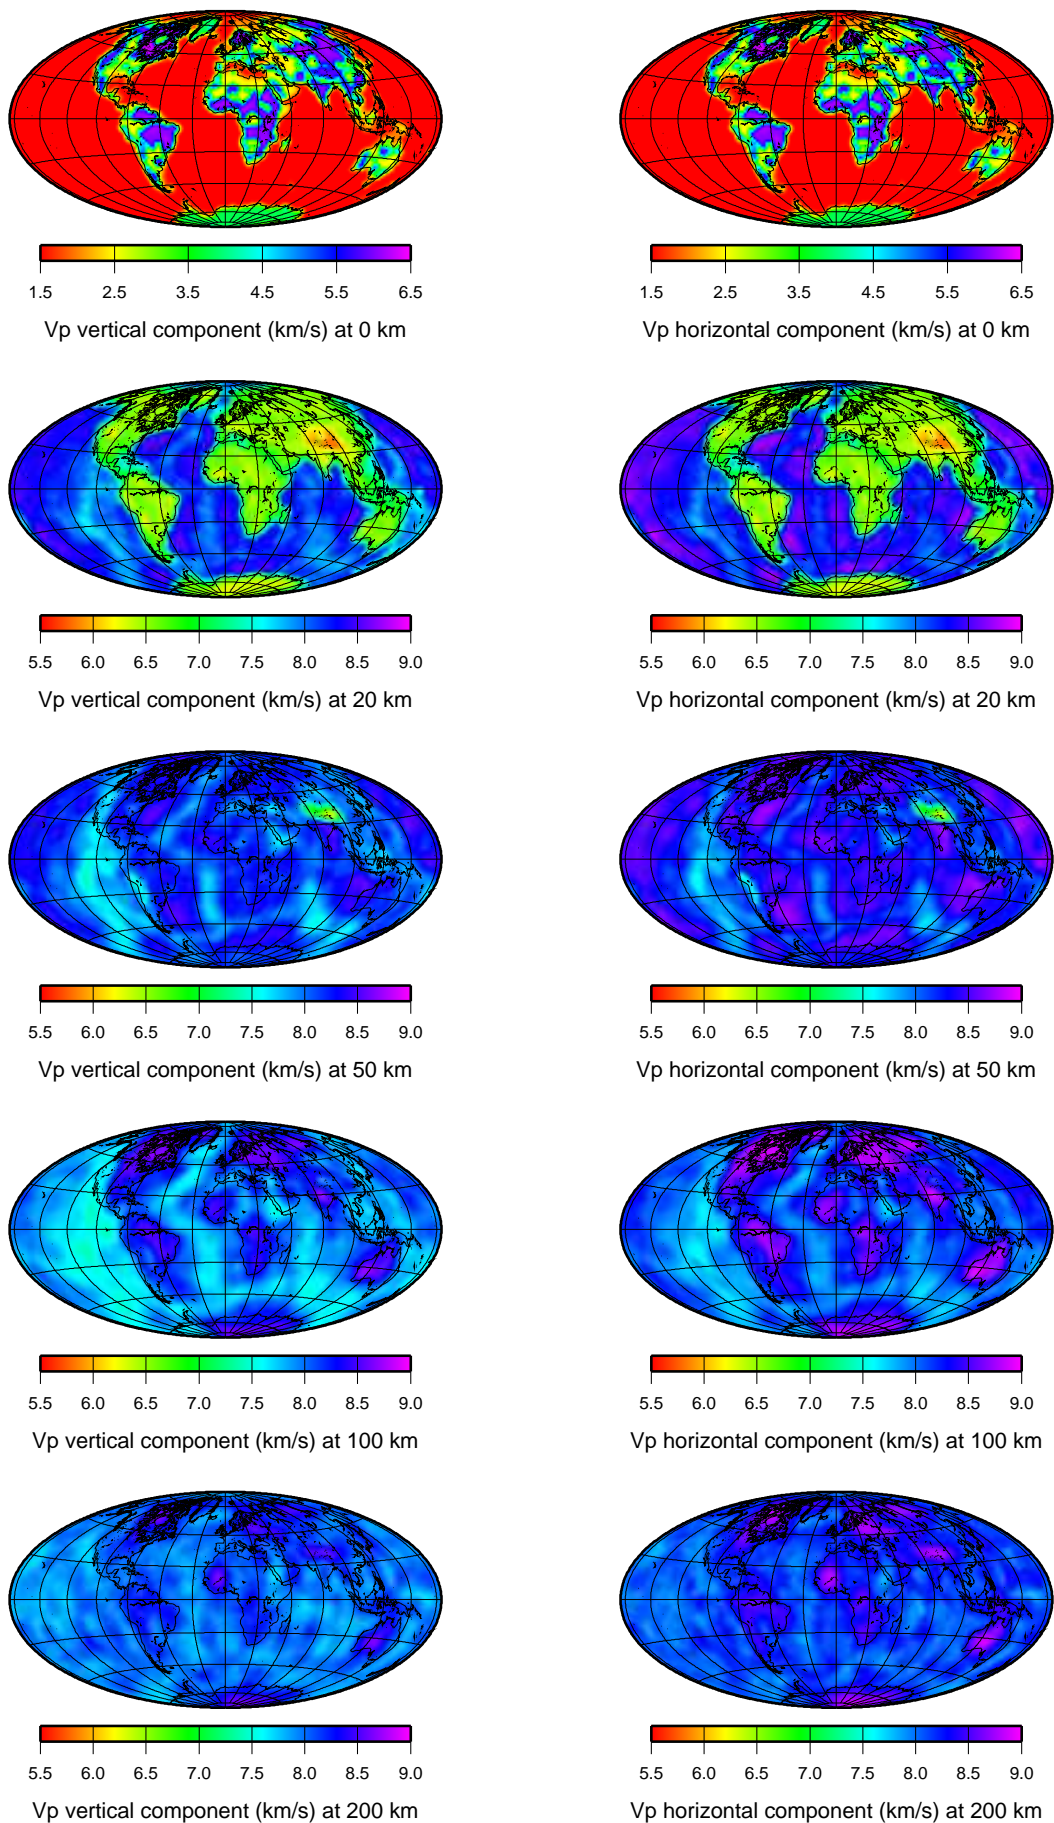 1.5 2.5 3.5 4.5 5.5 6.5
Vp vertical component (km/s) at 0 km
1.5 2.5 3.5 4.5 5.5 6.5
Vp horizontal component (km/s) at 0 km
5.5 6.0 6.5 7.0 7.5 8.0 8.5 9.0
Vp vertical component (km/s) at 20 km
5.5 6.0 6.5 7.0 7.5 8.0 8.5 9.0
Vp horizontal component (km/s) at 20 km
5.5 6.0 6.5 7.0 7.5 8.0 8.5 9.0
Vp vertical component (km/s) at 50 km
5.5 6.0 6.5 7.0 7.5 8.0 8.5 9.0
Vp horizontal component (km/s) at 50 km
5.5 6.0 6.5 7.0 7.5 8.0 8.5 9.0
Vp vertical component (km/s) at 100 km
5.5 6.0 6.5 7.0 7.5 8.0 8.5 9.0
Vp horizontal component (km/s) at 100 km
5.5 6.0 6.5 7.0 7.5 8.0 8.5 9.0
Vp vertical component (km/s) at 200 km
5.5 6.0 6.5 7.0 7.5 8.0 8.5 9.0
Vp horizontal component (km/s) at 200 km